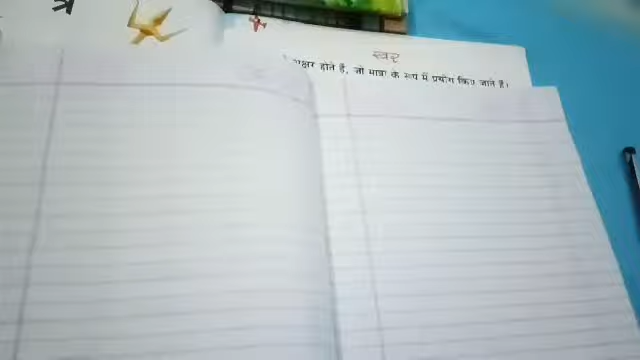 स्वर
अक्षर होते हैं, जो मात्रा के रूप में प्रयोग किए जाते हैं।